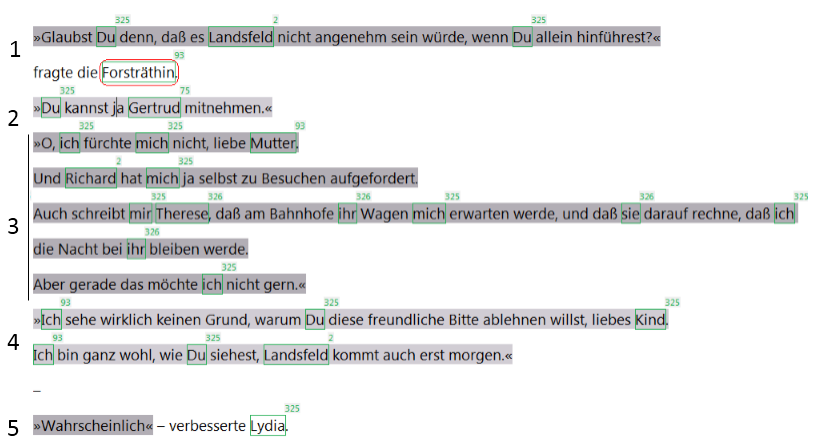 325 2 325
1 »Glaubst Du denn, daß es Landsfeld nicht angenehm sein würde, wenn Du allein hinführest?«
93
fragte die Forsträthin.
325 75
2 »Du kannst ja Gertrud mitnehmen.«
325 325 93
»O, ich fürchte mich nicht, liebe Mutter.
2 325
Und Richard hat mich ja selbst zu Besuchen aufgefordert.
325 326 326 325 326 325
3 Auch schreibt mir Therese, daß am Bahnhofe ihr Wagen mich erwarten werde, und daß sie darauf rechne, daß ich
326
die Nacht bei ihr bleiben werde.
325
Aber gerade das möchte ich nicht gern.«
93 325 325
»Ich sehe wirklich keinen Grund, warum Du diese freundliche Bitte ablehnen willst, liebes Kind.
4
93 325 2
Ich bin ganz wohl, wie Du siehest, Landsfeld kommt auch erst morgen.«
–
325
5 »Wahrscheinlich« – verbesserte Lydia.